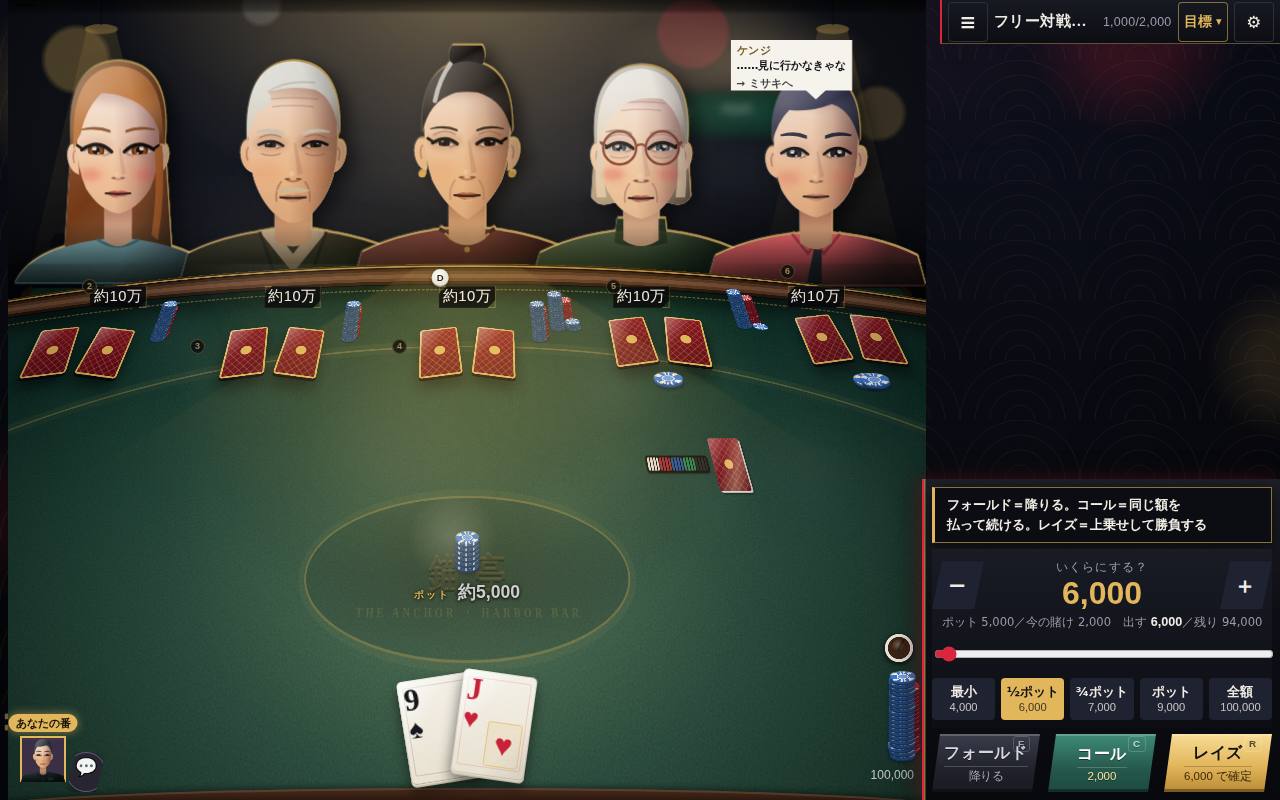 ケンジ
……見に行かなきゃな
→ ミサキへ
☰
フリー対戦…
1,000/2,000
目標 ▾
⚙
D
2
3
4
5
6
約10万
約10万
約10万
約10万
約10万
ポット 約5,000
THE ANCHOR · HARBOR BAR
9
J
あなたの番
100,000
フォールド＝降りる。コール＝同じ額を
払って続ける。レイズ＝上乗せして勝負する
いくらにする？
− 6,000 +
ポット 5,000／今の賭け 2,000 出す 6,000／残り 94,000
最小 ½ポット ¾ポット ポット 全額
4,000 6,000 7,000 9,000 100,000
フォールド F コール C レイズ R
降りる 2,000 6,000 で確定